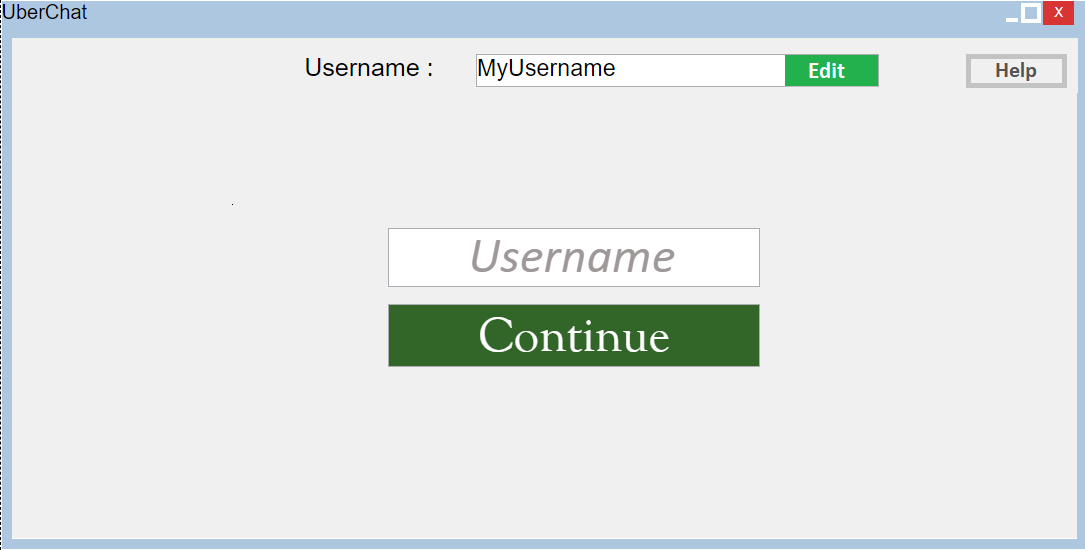 UberChat
X
Username :
MyUsername
Edit
Help
Username
Continue